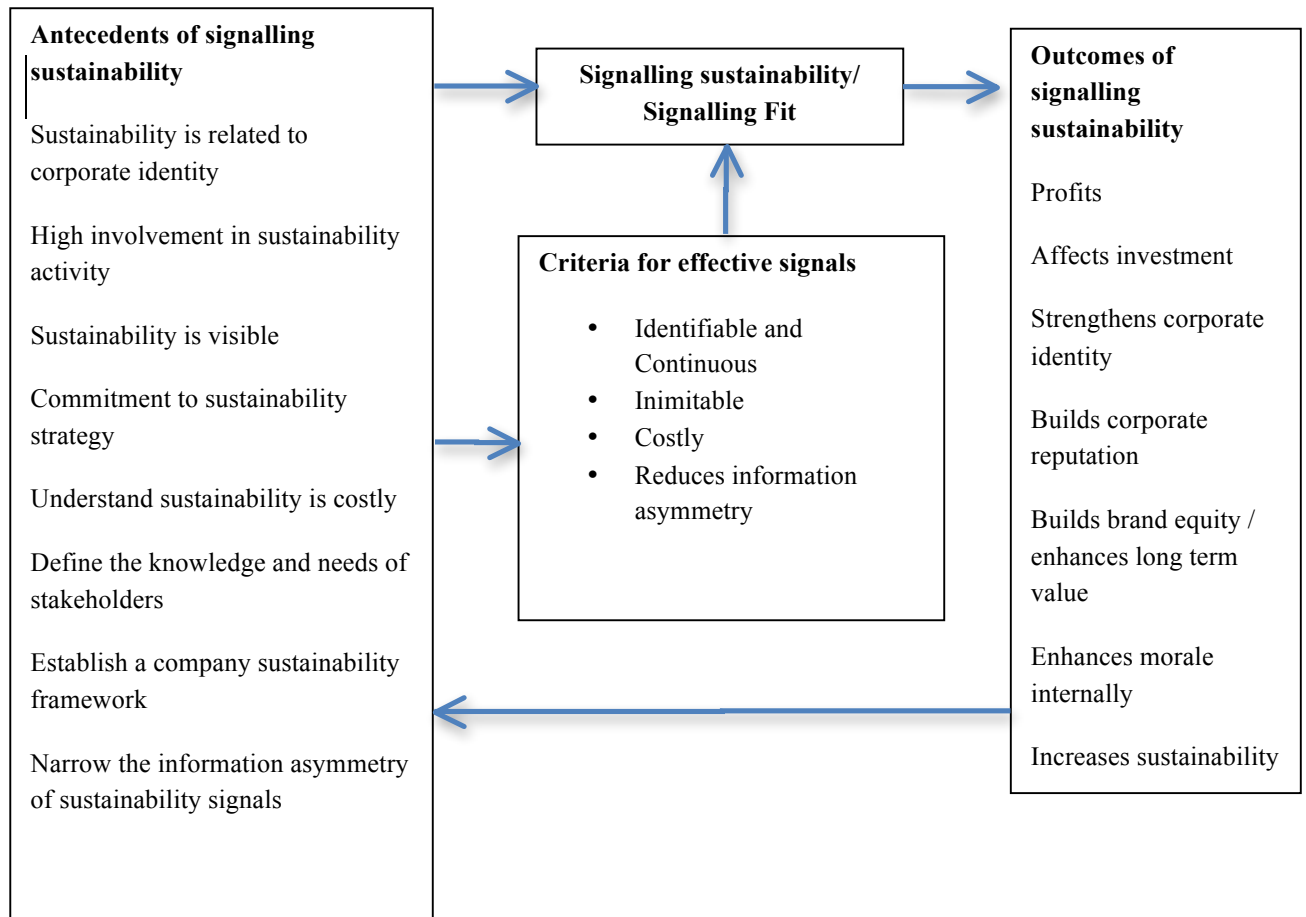 Antecedents of signalling
sustainability
Sustainability is related to
corporate identity
High involvement in sustainability
activity
Sustainability is visible
Commitment to sustainability
strategy
Understand sustainability is costly
Define the knowledge and needs of
stakeholders
Establish a company sustainability
framework
Narrow the information asymmetry
of sustainability signals
Signalling sustainability/
Signalling Fit
Criteria for effective signals
• Identifiable and
Continuous
• Inimitable
• Costly
• Reduces information
asymmetry
Outcomes of
signalling
sustainability
Profits
Affects investment
Strengthens corporate
identity
Builds corporate
reputation
Builds brand equity /
enhances long term
value
Enhances morale
internally
Increases sustainability